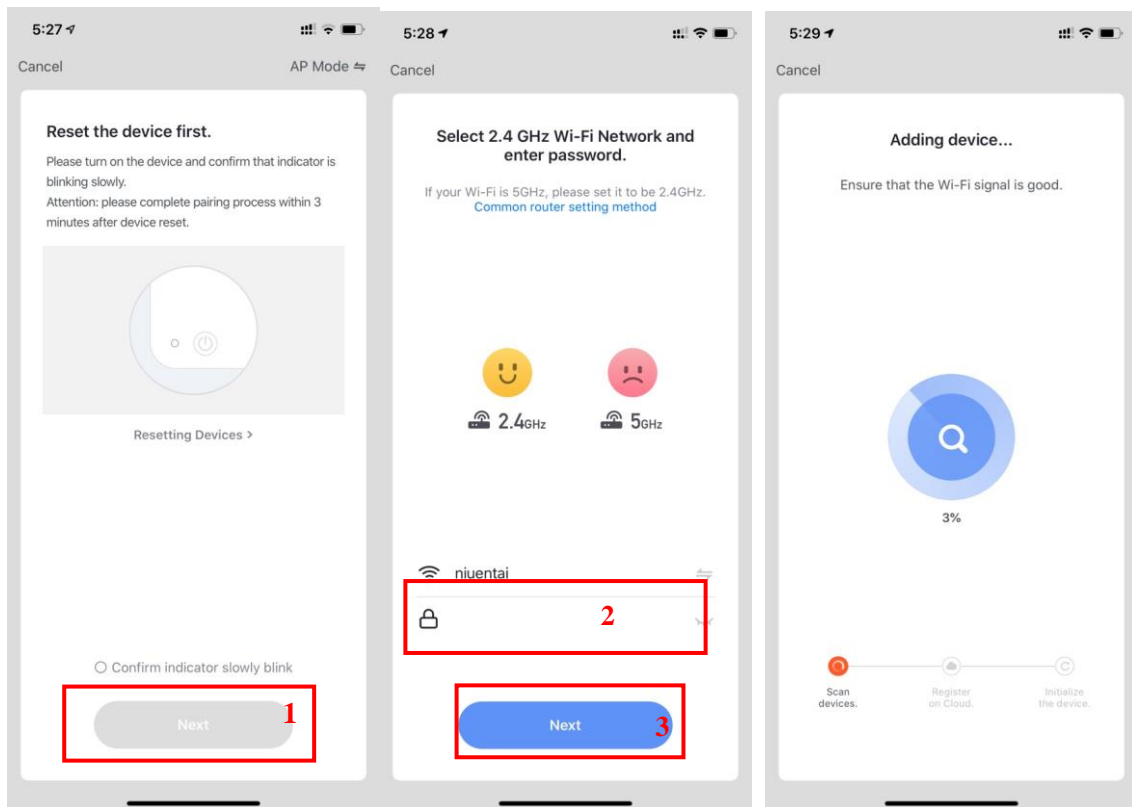 5:27
Cancel
AP Mode
Reset the device first.
Please turn on the device and confirm that indicator is
blinking slowly.
Attention: please complete pairing process within 3
minutes after device reset.
Resetting Devices >
Confirm indicator slowly blink
Next
1
5:28
Cancel
Select 2.4 GHz Wi-Fi Network and
enter password.
If your Wi-Fi is 5GHz, please set it to be 2.4GHz.
Common router setting method
2.4GHz
5GHz
niuentai
2
Next
3
5:29
Cancel
Adding device...
Ensure that the Wi-Fi signal is good.
3%
Scan
devices.
Register
on Cloud.
Initialize
the device.